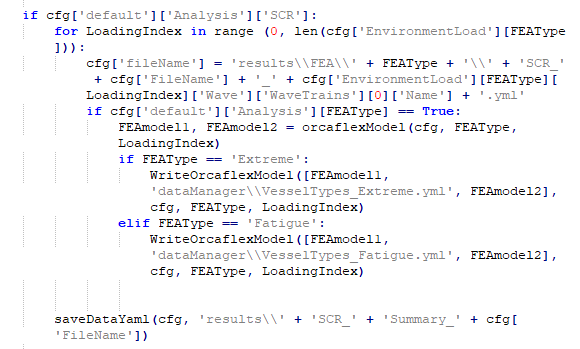 if cfg['default']['Analysis']['SCR']:
for LoadingIndex in range (0, len(cfg['EnvironmentLoad'][FEAType
])):
cfg['fileName'] = 'results\\FEA\\' + FEAType + '\\' + 'SCR_'
+ cfg['FileName'] + '_' + cfg['EnvironmentLoad'][FEAType][
LoadingIndex]['Wave']['WaveTrains'][0]['Name'] + '.yml'
if cfg['default']['Analysis'][FEAType] == True:
FEAmodel1, FEAmodel2 = orcaflexModel(cfg, FEAType,
LoadingIndex)
if FEAType == 'Extreme':
WriteOrcaflexModel([FEAmodel1,
'dataManager\\VesselTypes_Extreme.yml', FEAmodel2],
cfg, FEAType, LoadingIndex)
elif FEAType == 'Fatigue':
WriteOrcaflexModel([FEAmodel1,
'dataManager\\VesselTypes_Fatigue.yml', FEAmodel2],
cfg, FEAType, LoadingIndex)
saveDataYaml(cfg, 'results\\' + 'SCR_' + 'Summary_' + cfg[
'FileName'])